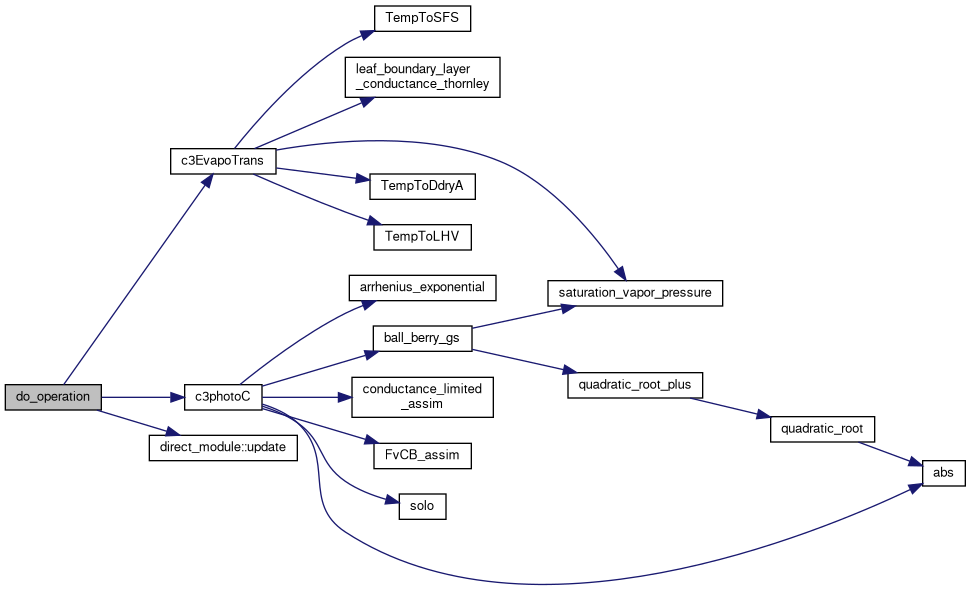 TempToSFS
leaf_boundary_layer
_conductance_thornley
c3EvapoTrans
TempToDdryA
TempToLHV
arrhenius_exponential
saturation_vapor_pressure
ball_berry_gs
do_operation
c3photoC
conductance_limited
_assim
quadratic_root_plus
quadratic_root
direct_module::update
FvCB_assim
abs
solo